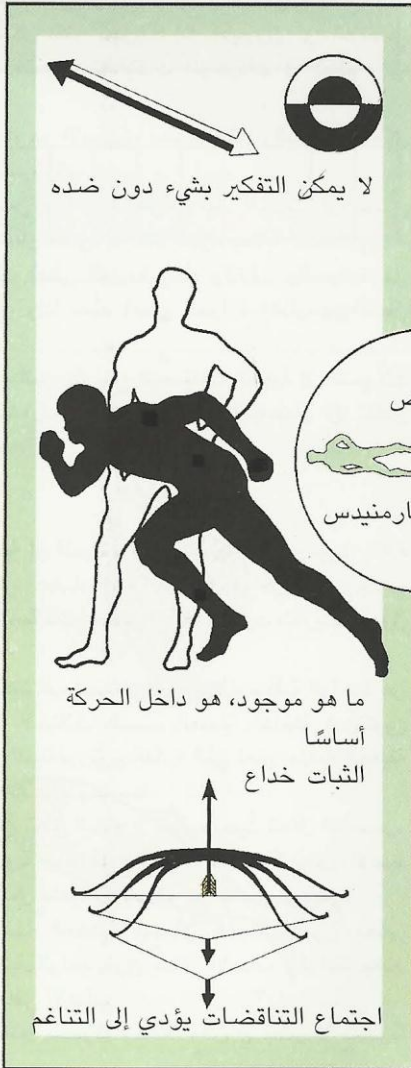 لا يمكن التفكير بشيء دون ضده
ص
ارمنيدس
ما هو موجود، هو داخل الحركة
أساسًا
الثبات خداع
اجتماع التناقضات يؤدي إلى التناغم